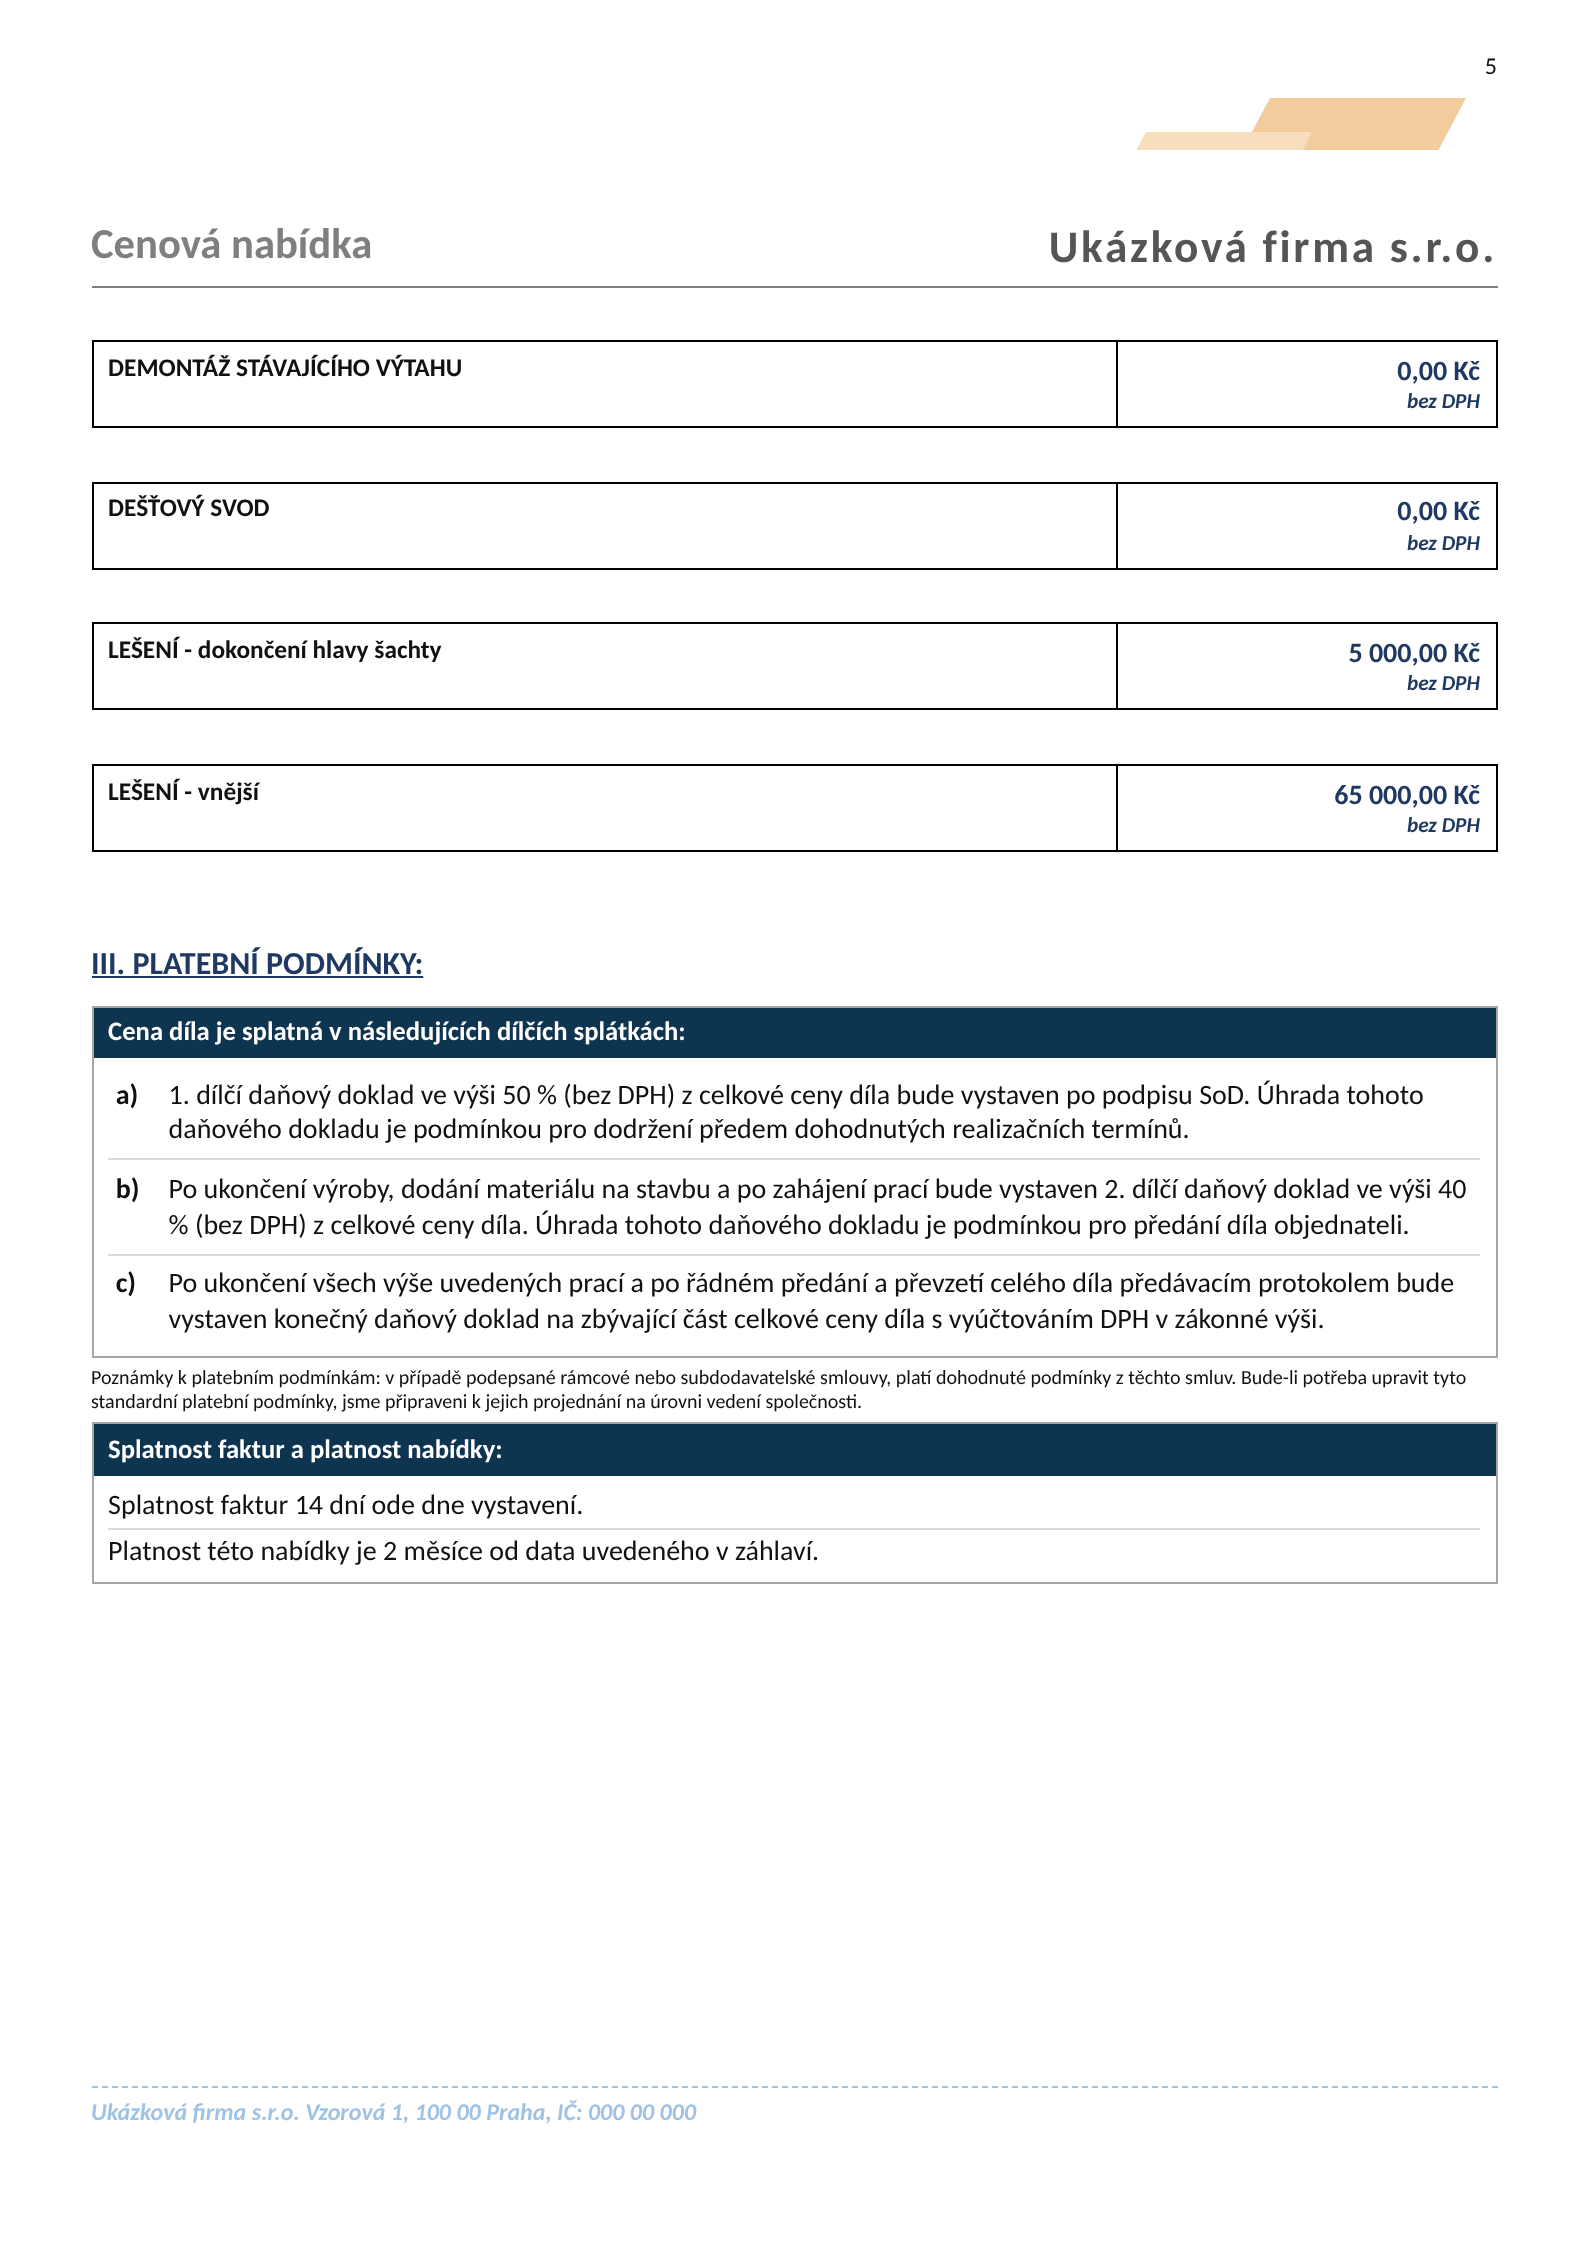 5
Cenová nabídka
Ukázková firma s.r.o.
DEMONTÁŽ STÁVAJÍCÍHO VÝTAHU
0,00 Kč
bez DPH
DEŠŤOVÝ SVOD
0,00 Kč
bez DPH
LEŠENÍ - dokončení hlavy šachty
5 000,00 Kč
bez DPH
LEŠENÍ - vnější
65 000,00 Kč
bez DPH
III. PLATEBNÍ PODMÍNKY:
Cena díla je splatná v následujících dílčích splátkách:
a) 1. dílčí daňový doklad ve výši 50 % (bez DPH) z celkové ceny díla bude vystaven po podpisu SoD. Úhrada tohoto
daňového dokladu je podmínkou pro dodržení předem dohodnutých realizačních termínů.
b) Po ukončení výroby, dodání materiálu na stavbu a po zahájení prací bude vystaven 2. dílčí daňový doklad ve výši 40
% (bez DPH) z celkové ceny díla. Úhrada tohoto daňového dokladu je podmínkou pro předání díla objednateli.
c) Po ukončení všech výše uvedených prací a po řádném předání a převzetí celého díla předávacím protokolem bude
vystaven konečný daňový doklad na zbývající část celkové ceny díla s vyúčtováním DPH v zákonné výši.
Poznámky k platebním podmínkám: v případě podepsané rámcové nebo subdodavatelské smlouvy, platí dohodnuté podmínky z těchto smluv. Bude-li potřeba upravit tyto
standardní platební podmínky, jsme připraveni k jejich projednání na úrovni vedení společnosti.
Splatnost faktur a platnost nabídky:
Splatnost faktur 14 dní ode dne vystavení.
Platnost této nabídky je 2 měsíce od data uvedeného v záhlaví.
Ukázková firma s.r.o. Vzorová 1, 100 00 Praha, IČ: 000 00 000